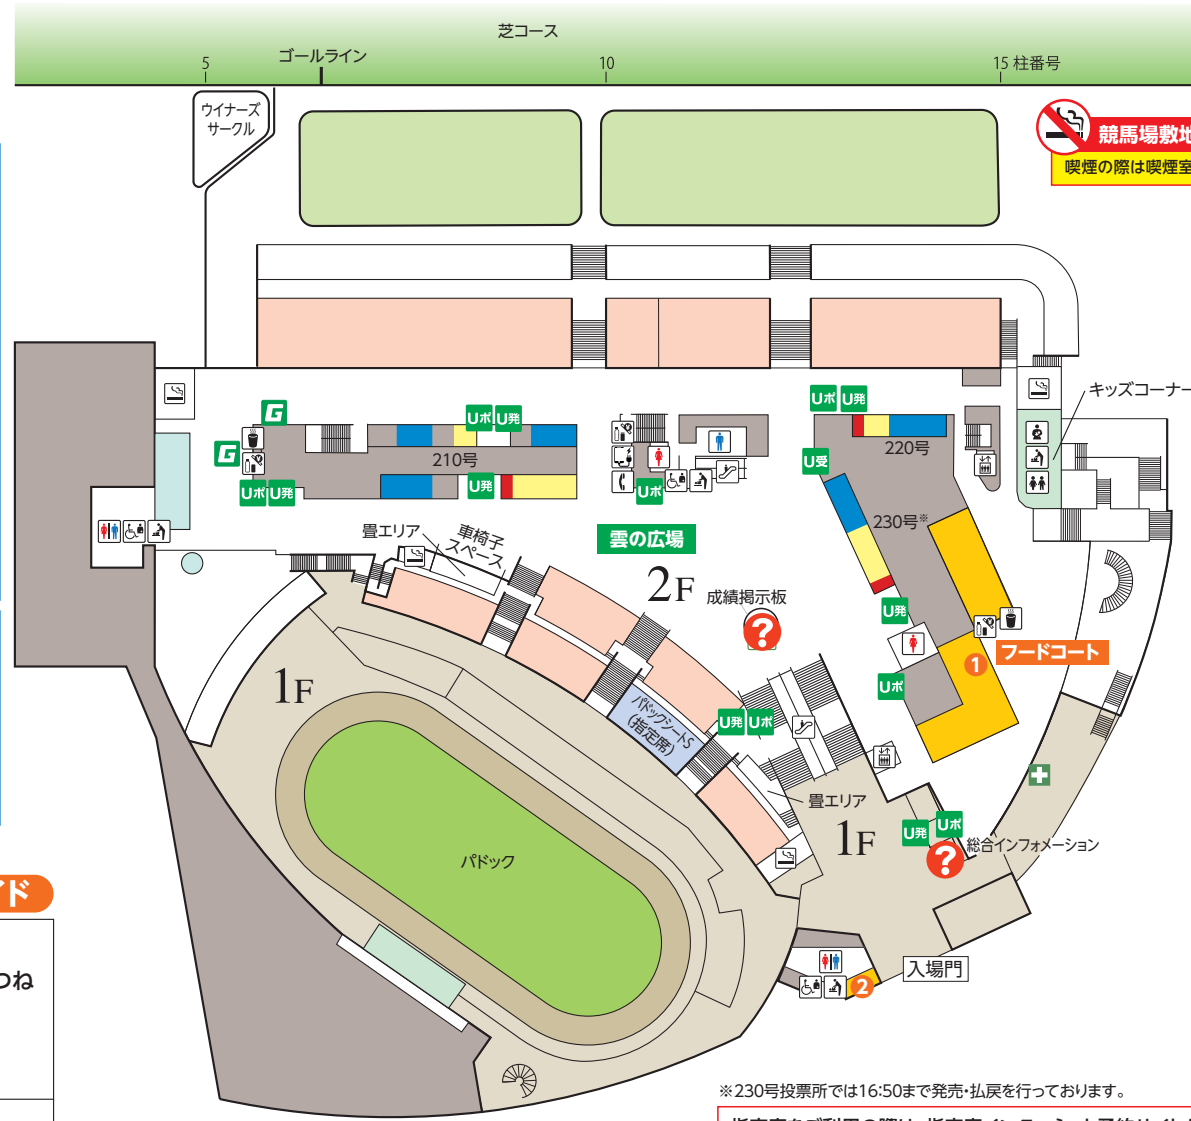 芝コース
ゴールライン
5
10
15 柱番号
ウイナーズ
サークル
競馬場敷地
喫煙の際は喫煙室
キッズコーナー
G
G
Uポ U発
210号
Uポ U発
U発
Uポ
Uポ U発
220号
U受
230号※
畳エリア
車椅子
スペース
雲の広場
2F
成績掲示板
?
U発
フードコート
1
Uポ
1F
パドックシートS
(指定席)
U発 Uポ
畳エリア
1F
U発 Uポ
総合インフォメーション
?
パドック
イド
つね
入場門
2
※230号投票所では16:50まで発売・払戻を行っております。